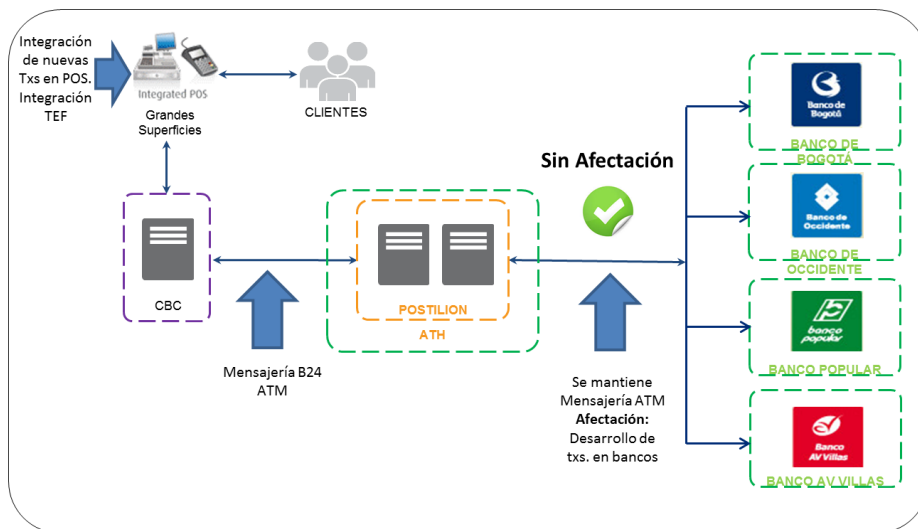 Integración
de nuevas
Txs en POS.
Integración
TEF
Integrated POS
Grandes
Superficies
CLIENTES
CBC
Mensajería B24
ATM
POSTILION
ATH
Sin Afectación
Se mantiene
Mensajería ATM
Afectación:
Desarrollo de
txs. en bancos
Banco de
Bogotá
BANCO DE
BOGOTÁ
Banco de
Occidente
BANCO DE
OCCIDENTE
banco
popular
BANCO POPULAR
Banco
AV Villas
BANCO AV VILLAS